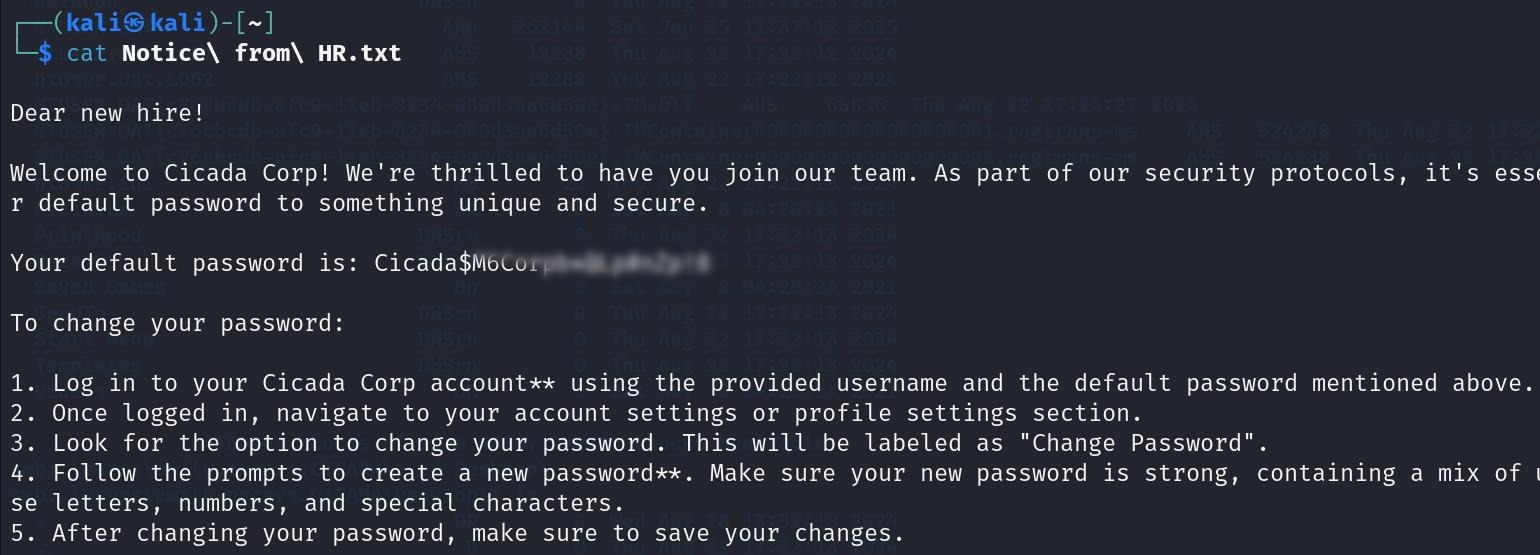 ┌──(kali㉿kali)-[~]
└─$ cat Notice\ from\ HR.txt
Dear new hire!
Welcome to Cicada Corp! We're thrilled to have you join our team. As part of our security protocols, it's esse
r default password to something unique and secure.
Your default password is: Cicada$M6Corp
To change your password:
1. Log in to your Cicada Corp account** using the provided username and the default password mentioned above.
2. Once logged in, navigate to your account settings or profile settings section.
3. Look for the option to change your password. This will be labeled as "Change Password".
4. Follow the prompts to create a new password**. Make sure your new password is strong, containing a mix of u
se letters, numbers, and special characters.
5. After changing your password, make sure to save your changes.